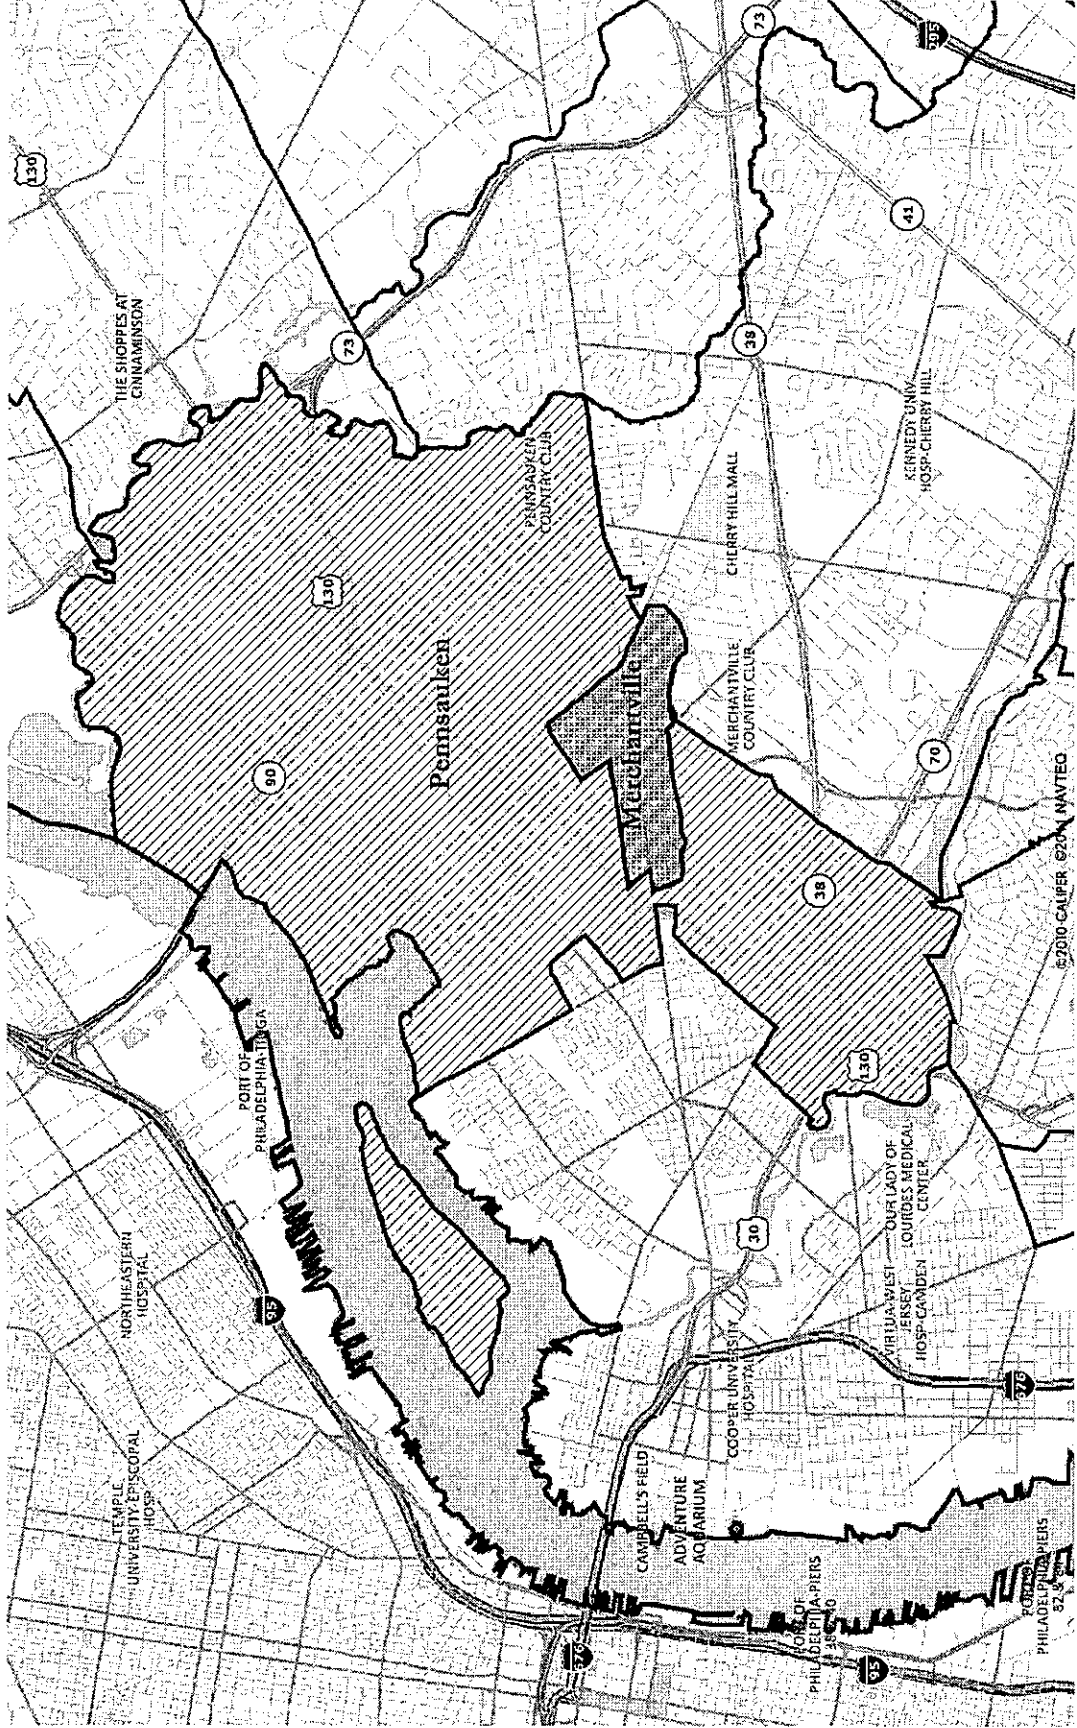 130
THE SHOPPES AT
CINNAMINSON
73
73
295
41
38
KENNEDY UNIV
HOSP-CHERRY HILL
CHERRY HILL MALL
PENNSAUKEN
COUNTRY CLUB
130
Pennsauken
90
Merchantville
MERCHANTVILLE
COUNTRY CLUB
70
38
130
©2010 CALIPER ©2011 NAVTEQ
PORT OF
PHILADELPHIA-TIOGA
NORTHEASTERN
HOSPITAL
95
TEMPLE
UNIVERSITY-EPISCOPAL
HOSP
30
OUR LADY OF
LOURDES MEDICAL
CENTER
VIRTUA-WEST
JERSEY
HOSP-CAMDEN
COOPER UNIVERSITY
HOSPITAL
676
CAMPBELL'S FIELD
ADVENTURE
AQUARIUM
676
95
PORT OF
PHILADELPHIA-PIERS
PHILADELPHIA-PIERS
82 &